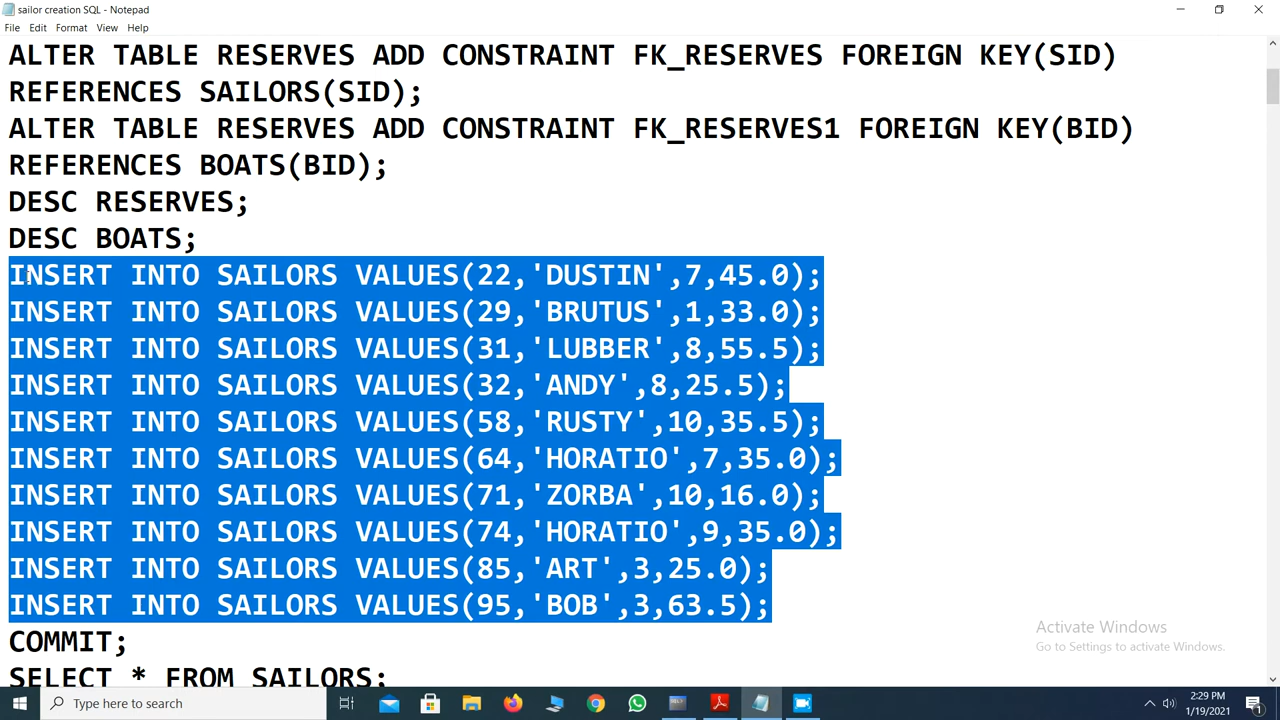 sailor creation SQL - Notepad
File Edit Format View Help
ALTER TABLE RESERVES ADD CONSTRAINT FK_RESERVES FOREIGN KEY(SID)
REFERENCES SAILORS(SID);
ALTER TABLE RESERVES ADD CONSTRAINT FK_RESERVES1 FOREIGN KEY(BID)
REFERENCES BOATS(BID);
DESC RESERVES;
DESC BOATS;
INSERT INTO SAILORS VALUES(22,'DUSTIN',7,45.0);
INSERT INTO SAILORS VALUES(29,'BRUTUS',1,33.0);
INSERT INTO SAILORS VALUES(31,'LUBBER',8,55.5);
INSERT INTO SAILORS VALUES(32,'ANDY',8,25.5);
INSERT INTO SAILORS VALUES(58,'RUSTY',10,35.5);
INSERT INTO SAILORS VALUES(64,'HORATIO',7,35.0);
INSERT INTO SAILORS VALUES(71,'ZORBA',10,16.0);
INSERT INTO SAILORS VALUES(74,'HORATIO',9,35.0);
INSERT INTO SAILORS VALUES(85,'ART',3,25.0);
INSERT INTO SAILORS VALUES(95,'BOB',3,63.5);
COMMIT;
SELECT * FROM SAILORS;
Activate Windows
Go to Settings to activate Windows.
Type here to search
2:29 PM
1/19/2021
1